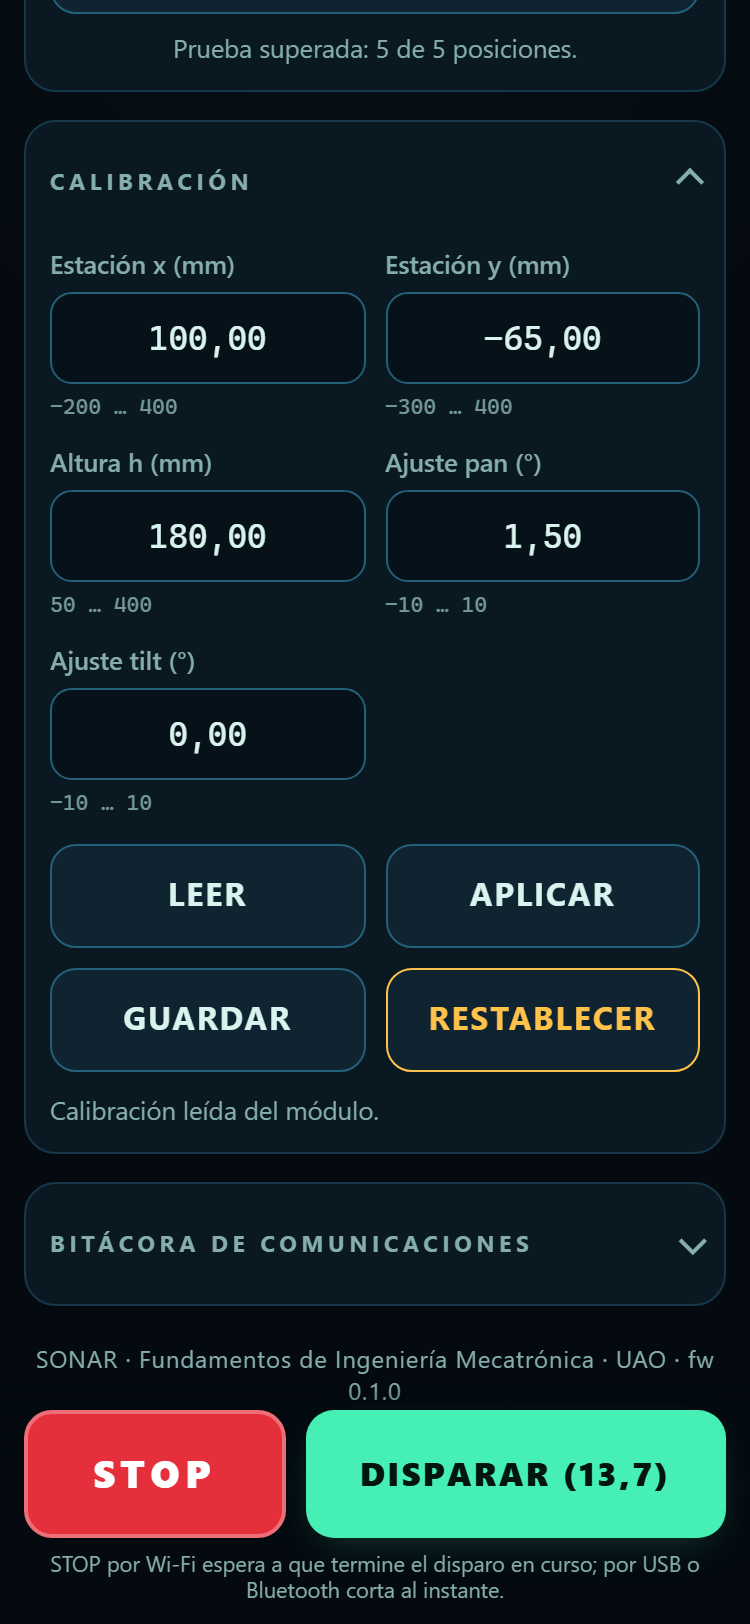 Prueba superada: 5 de 5 posiciones.
CALIBRACIÓN
Estación x (mm)
Estación y (mm)
100,00
−65,00
−200 … 400
−300 … 400
Altura h (mm)
Ajuste pan (°)
180,00
1,50
50 … 400
−10 … 10
Ajuste tilt (°)
0,00
−10 … 10
LEER
APLICAR
GUARDAR
RESTABLECER
Calibración leída del módulo.
BITÁCORA DE COMUNICACIONES
SONAR · Fundamentos de Ingeniería Mecatrónica · UAO · fw
0.1.0
STOP
DISPARAR (13,7)
STOP por Wi-Fi espera a que termine el disparo en curso; por USB o
Bluetooth corta al instante.